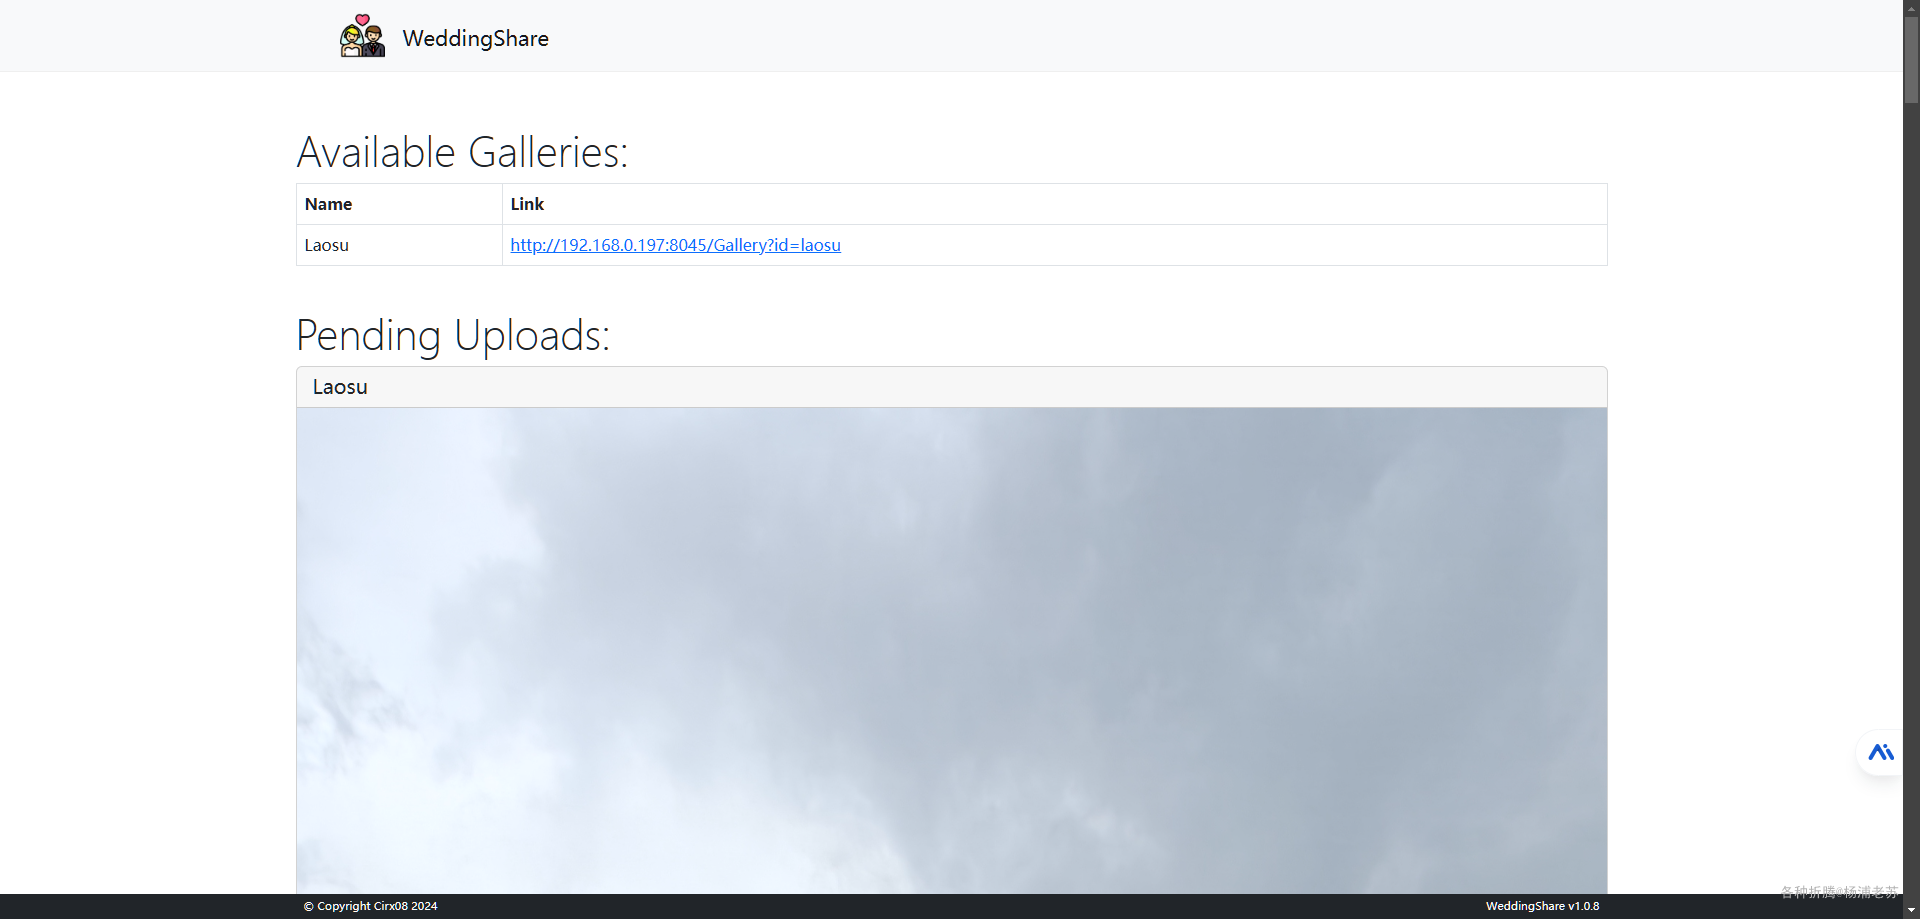 WeddingShare
Available Galleries:
Name Link
Laosu http://192.168.0.197:8045/Gallery?id=laosu
Pending Uploads:
Laosu
各种折腾@杨浦老苏
© Copyright Cirx08 2024 WeddingShare v1.0.8